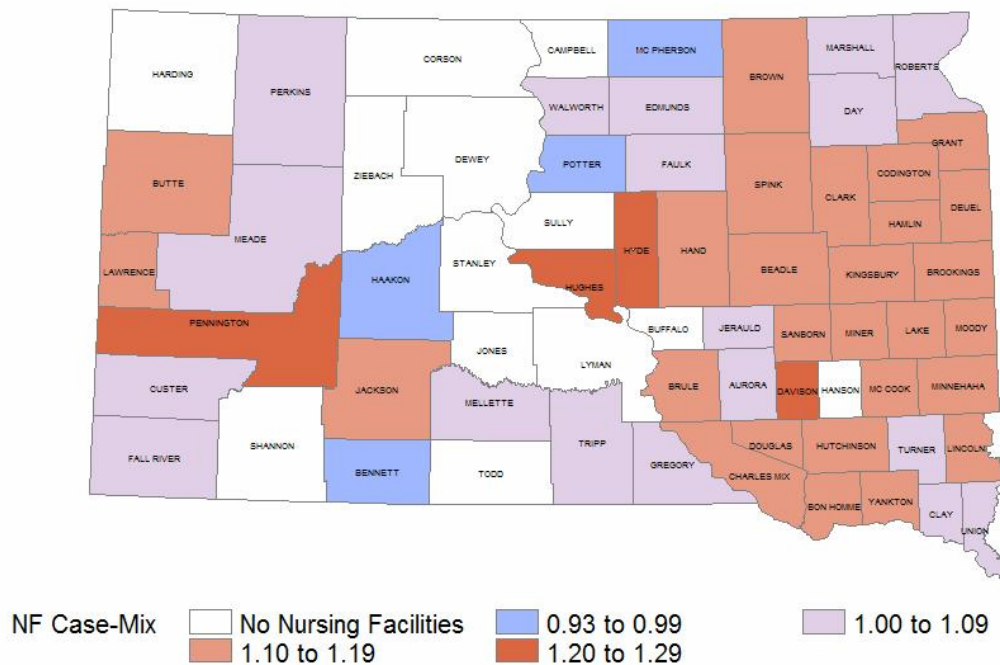 CAMPBELL
MC PHERSON
MARSHALL
ROBERTS
HARDING
CORSON
BROWN
PERKINS
WALWORTH
EDMUNDS
DAY
GRANT
DEWEY
POTTER
FAULK
CODINGTON
BUTTE
ZIEBACH
SPINK
CLARK
DEUEL
SULLY
HAMLIN
MEADE
STANLEY
HYDE
HAND
LAWRENCE
HAAKON
BEADLE
KINGSBURY
BROOKINGS
HUGHES
PENNINGTON
BUFFALO
JERAULD
SANBORN
MINER
LAKE
MOODY
JONES
LYMAN
CUSTER
JACKSON
MELLETTE
BRULE
AURORA
DAVISON
HANSON
MC COOK
MINNEHAHA
SHANNON
TRIPP
DOUGLAS
HUTCHINSON
TURNER
LINCOLN
FALL RIVER
BENNETT
TODD
GREGORY
CHARLES MIX
BON HOMME
YANKTON
CLAY
UNION
NF Case-Mix
No Nursing Facilities
0.93 to 0.99
1.00 to 1.09
1.10 to 1.19
1.20 to 1.29